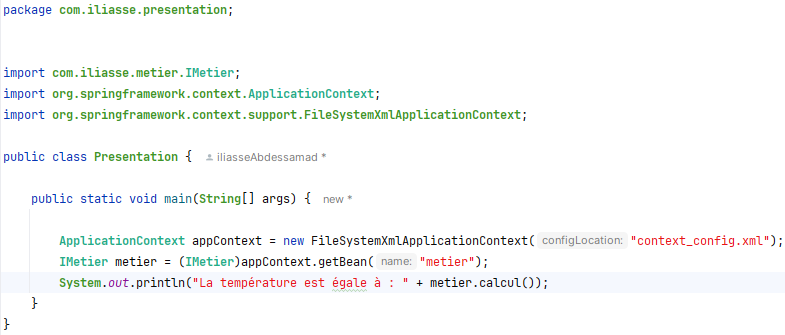 package com.iliasse.presentation;
import com.iliasse.metier.IMetier;
import org.springframework.context.ApplicationContext;
import org.springframework.context.support.FileSystemXmlApplicationContext;
public class Presentation { iliasseAbdessamad *
public static void main(String[] args) { new *
ApplicationContext appContext = new FileSystemXmlApplicationContext( configLocation: "context_config.xml");
IMetier metier = (IMetier)appContext.getBean( name: "metier");
System.out.println("La température est égale à : " + metier.calcul());
}
}